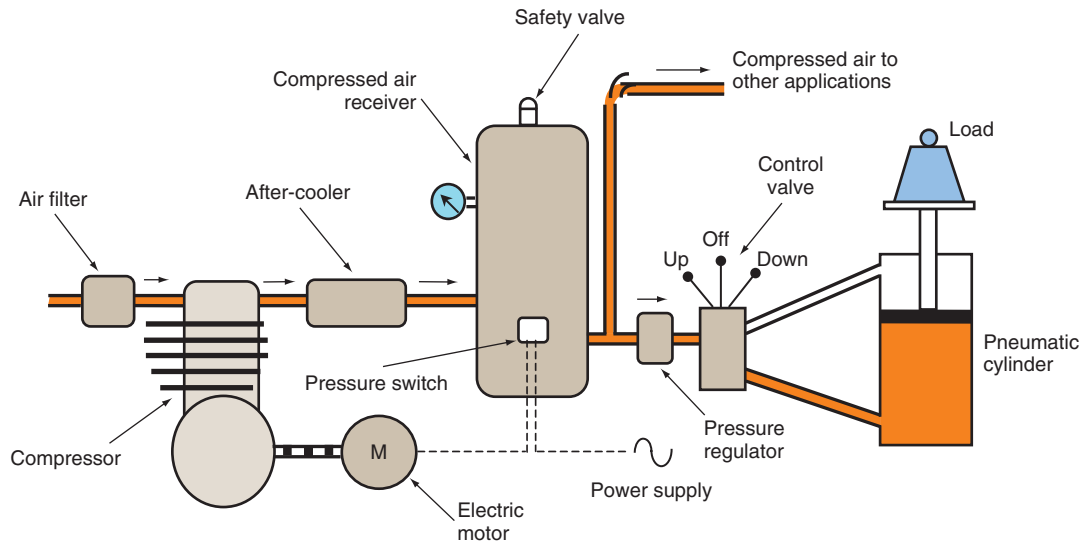 Safety valve
Compressed air to
other applications
Compressed air
receiver
Load
Control
valve
After-cooler
Air filter
Off
Up
Down
Pneumatic
cylinder
Pressure switch
Pressure
regulator
Compressor
M
Power supply
Electric
motor